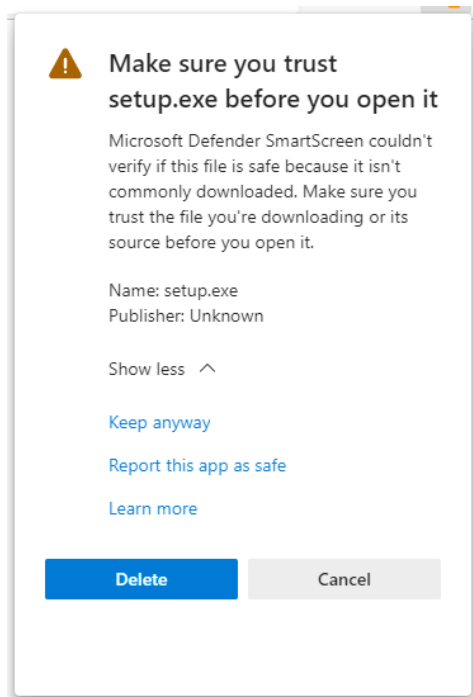 Make sure you trust
setup.exe before you open it
Microsoft Defender SmartScreen couldn't
verify if this file is safe because it isn't
commonly downloaded. Make sure you
trust the file you're downloading or its
source before you open it.
Name: setup.exe
Publisher: Unknown
Show less
Keep anyway
Report this app as safe
Learn more
Delete
Cancel